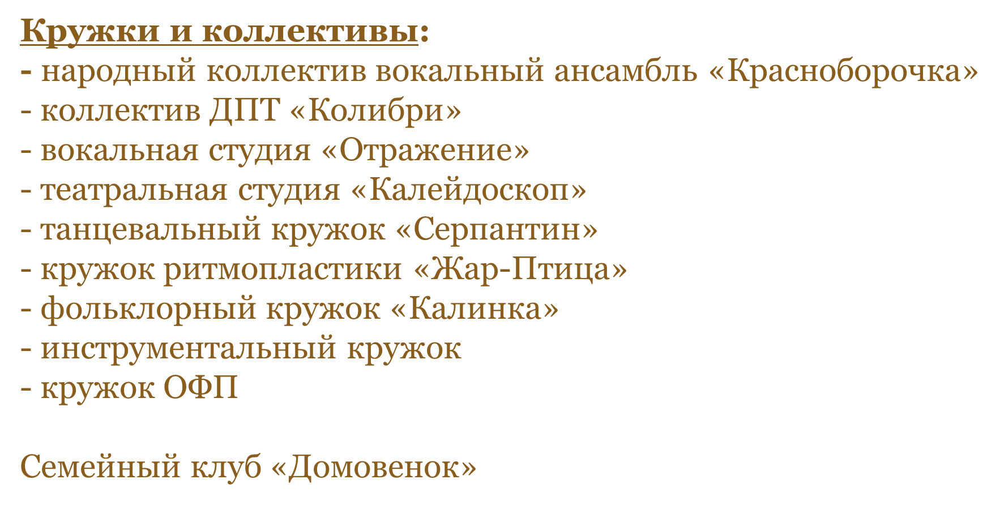 Кружки и коллективы:
- народный коллектив вокальный ансамбль «Красноборочка»
- коллектив ДПТ «Колибри»
- вокальная студия «Отражение»
- театральная студия «Калейдоскоп»
- танцевальный кружок «Серпантин»
- кружок ритмопластики «Жар-Птица»
- фольклорный кружок «Калинка»
- инструментальный кружок
- кружок ОФП
Семейный клуб «Домовенок»